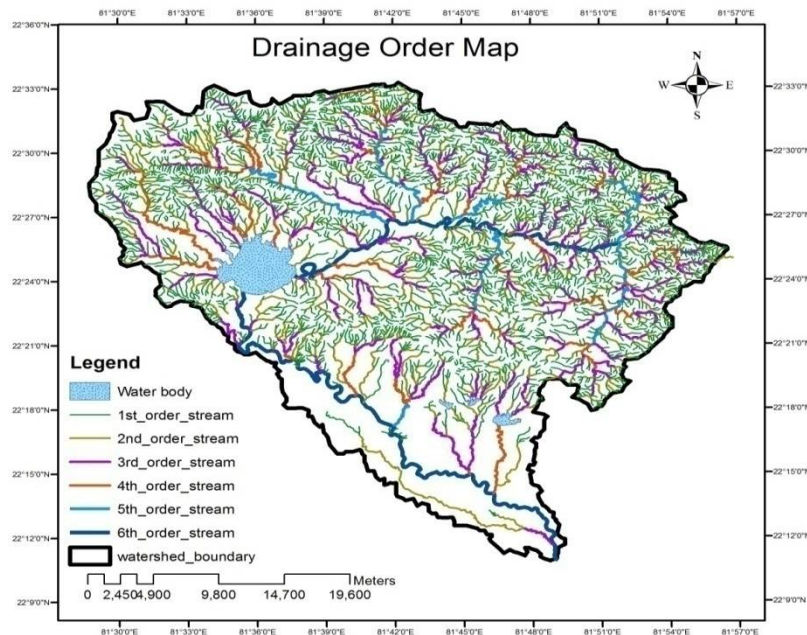 81°30'0"E 81°33'0"E 81°36'0"E 81°39'0"E 81°42'0"E 81°45'0"E 81°48'0"E 81°51'0"E 81°54'0"E 81°57'0"E
22°36'0"N
Drainage Order Map
N
W E
S
22°33'0"N 22°33'0"N
22°30'0"N 22°30'0"N
22°27'0"N 22°27'0"N
22°24'0"N 22°24'0"N
22°21'0"N 22°21'0"N
Legend
Water body
22°18'0"N 22°18'0"N
1st_order_stream
2nd_order_stream
3rd_order_stream
22°15'0"N 22°15'0"N
4th_order_stream
5th_order_stream
6th_order_stream
22°12'0"N 22°12'0"N
watershed_boundary
Meters
0 2,450 4,900 9,800 14,700 19,600
22°9'0"N 22°9'0"N
81°30'0"E 81°33'0"E 81°36'0"E 81°39'0"E 81°42'0"E 81°45'0"E 81°48'0"E 81°51'0"E 81°54'0"E 81°57'0"E